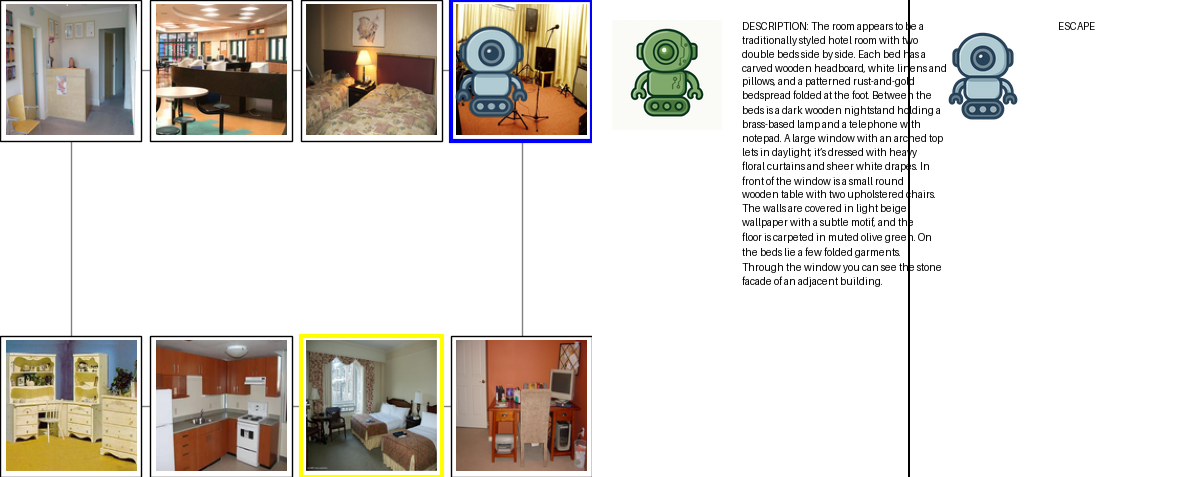 DESCRIPTION: The room appears to be a
traditionally styled hotel room with two
double beds side by side. Each bed has a
carved wooden headboard, white linens and
pillows, and a patterned rust-and-gold
bedspread folded at the foot. Between the
beds is a dark wooden nightstand holding a
brass-based lamp and a telephone with
notepad. A large window with an arched top
lets in daylight; it's dressed with heavy
floral curtains and sheer white drapes. In
front of the window is a small round
wooden table with two upholstered chairs.
The walls are covered in light beige
wallpaper with a subtle motif, and the
floor is carpeted in muted olive green. On
the beds lie a few folded garments.
Through the window you can see the stone
facade of an adjacent building.
ESCAPE